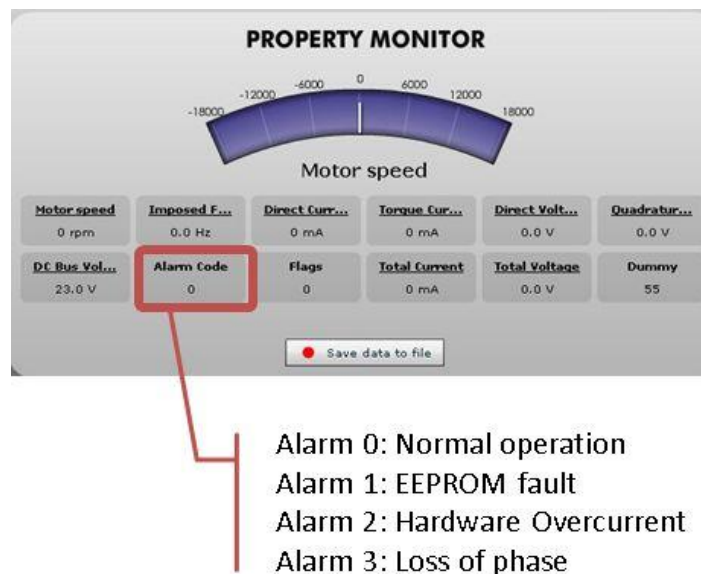 PROPERTY MONITOR
-18000 -12000 -6000 0 6000 12000 18000
Motor speed
Motor speed Imposed F... Direct Curr... Torque Cur... Direct Volt... Quadratur...
0 rpm 0.0 Hz 0 mA 0 mA 0.0 V 0.0 V
DC Bus Vol... Alarm Code Flags Total Current Total Voltage Dummy
23.0 V 0 0 0 mA 0.0 V 55
Save data to file
Alarm 0: Normal operation
Alarm 1: EEPROM fault
Alarm 2: Hardware Overcurrent
Alarm 3: Loss of phase